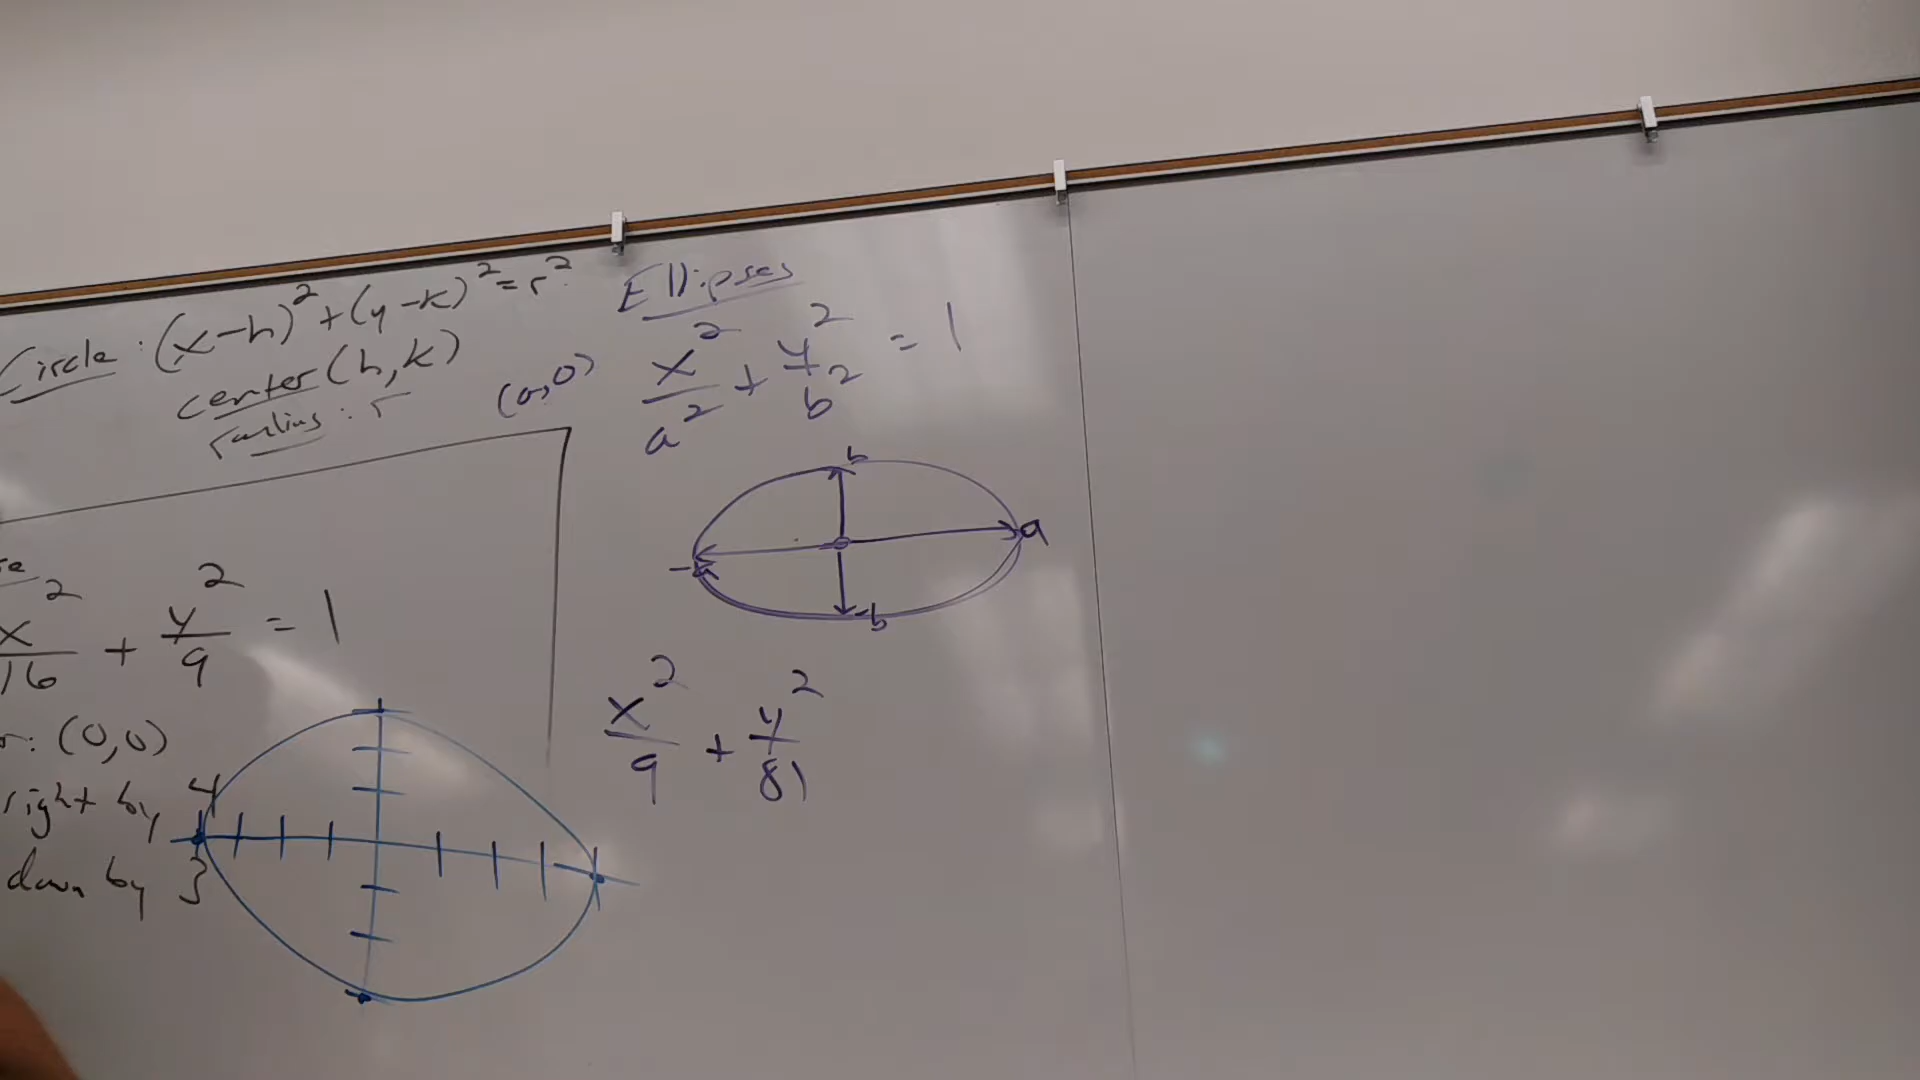 Circle: (x-h)²+(y-k)²=r²
center(h,k)
radius: r
x²/16 + y²/9 = 1
(0,0)
right by 4
down by 3
Ellipses
(0,0) x²/a² + y²/b² = 1
b
-a a
-b
x²/9 + y²/81